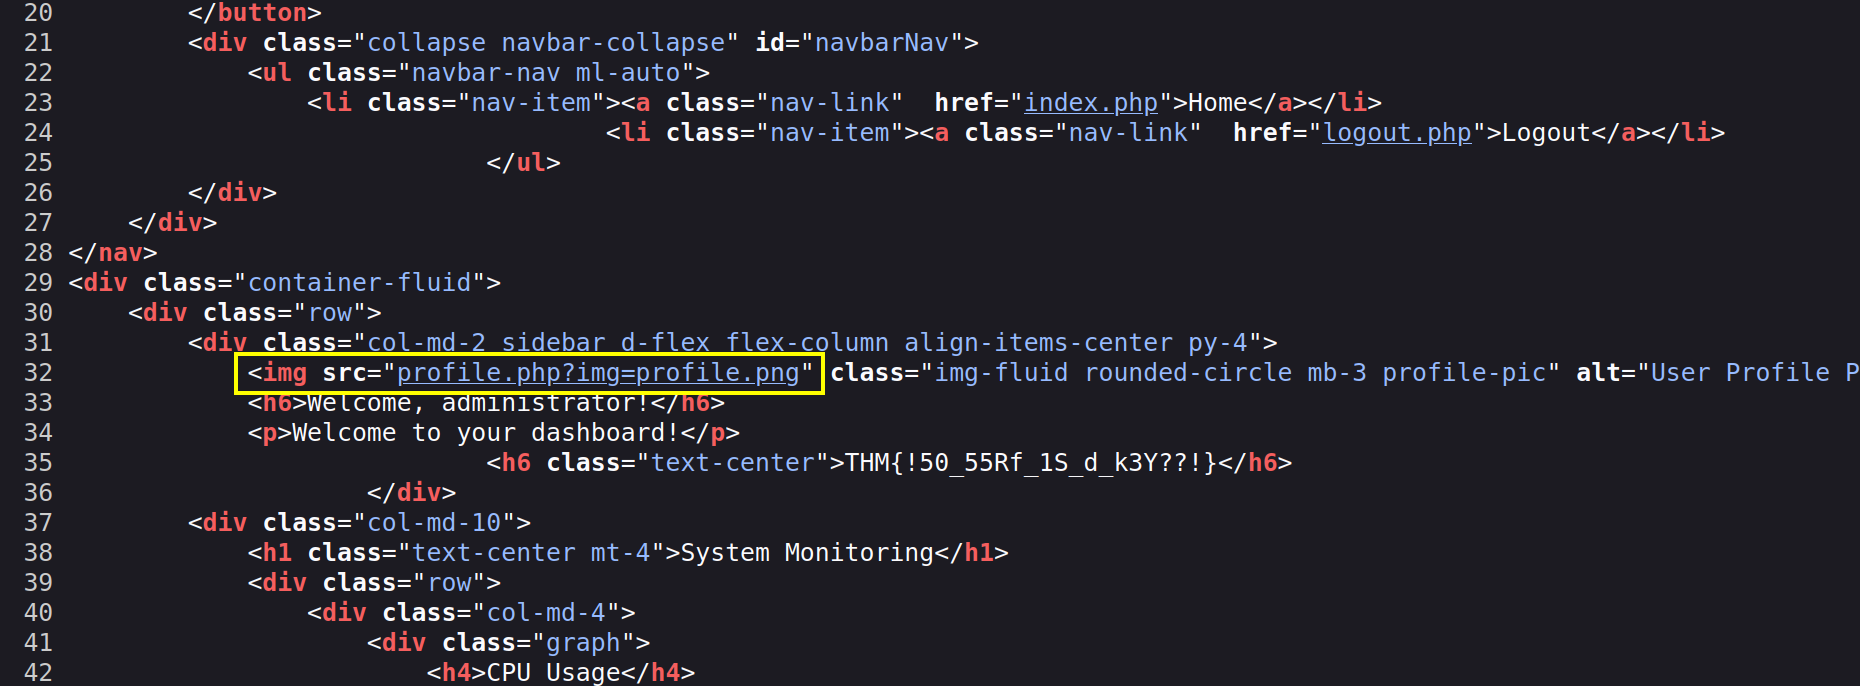 20         </button>
21         <div class="collapse navbar-collapse" id="navbarNav">
22             <ul class="navbar-nav ml-auto">
23                 <li class="nav-item"><a class="nav-link"  href="index.php">Home</a></li>
24                                     <li class="nav-item"><a class="nav-link"  href="logout.php">Logout</a></li>
25                             </ul>
26         </div>
27     </div>
28 </nav>
29 <div class="container-fluid">
30     <div class="row">
31         <div class="col-md-2 sidebar d-flex flex-column align-items-center py-4">
32             <img src="profile.php?img=profile.png" class="img-fluid rounded-circle mb-3 profile-pic" alt="User Profile P
33             <h6>Welcome, administrator!</h6>
34             <p>Welcome to your dashboard!</p>
35                             <h6 class="text-center">THM{!50_55Rf_1S_d_k3Y??!}</h6>
36                     </div>
37         <div class="col-md-10">
38             <h1 class="text-center mt-4">System Monitoring</h1>
39             <div class="row">
40                 <div class="col-md-4">
41                     <div class="graph">
42                         <h4>CPU Usage</h4>